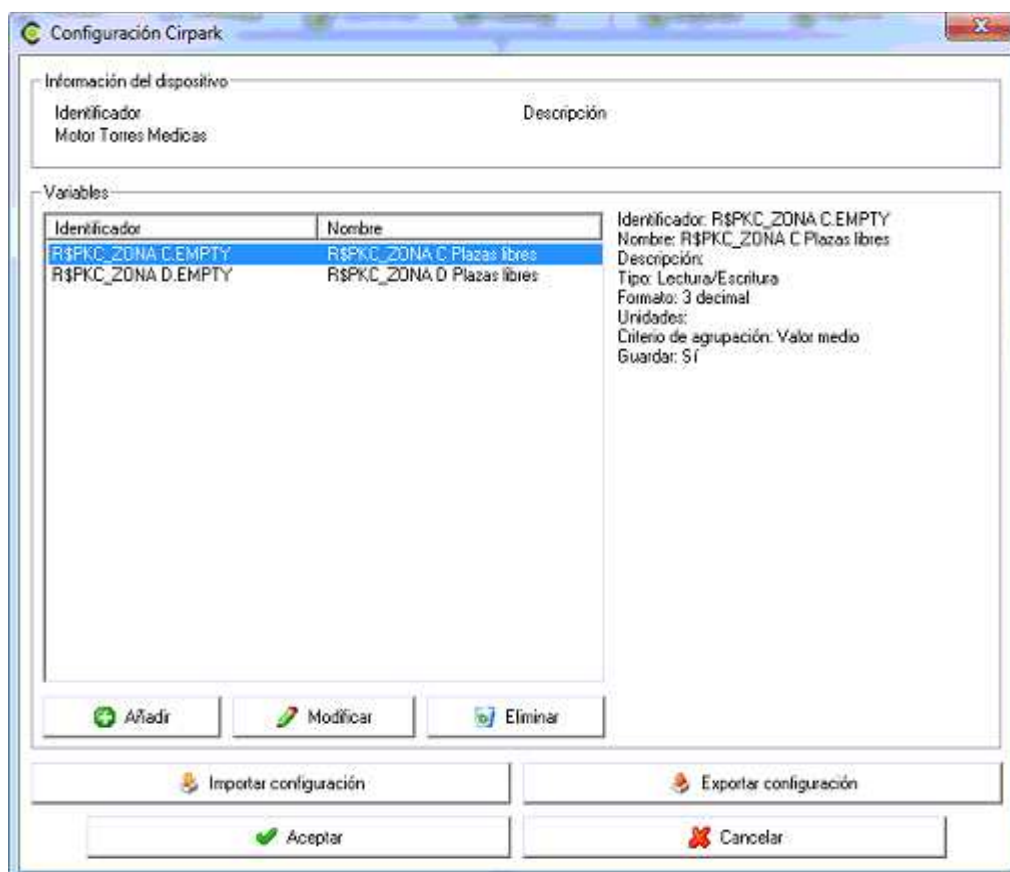 Configuración Cirpark
Información del dispositivo
Identificador Descripción
Motor Torres Medicas
Variables
Identificador Nombre
R$PKC_ZONA C.EMPTY R$PKC_ZONA C Plazas libres
R$PKC_ZONA D.EMPTY R$PKC_ZONA D Plazas libres
Identificador: R$PKC_ZONA C.EMPTY
Nombre: R$PKC_ZONA C Plazas libres
Descripción:
Tipo: Lectura/Escritura
Formato: 3 decimal
Unidades:
Criterio de agrupación: Valor medio
Guardar: Sí
Añadir Modificar Eliminar
Importar configuración Exportar configuración
Aceptar Cancelar